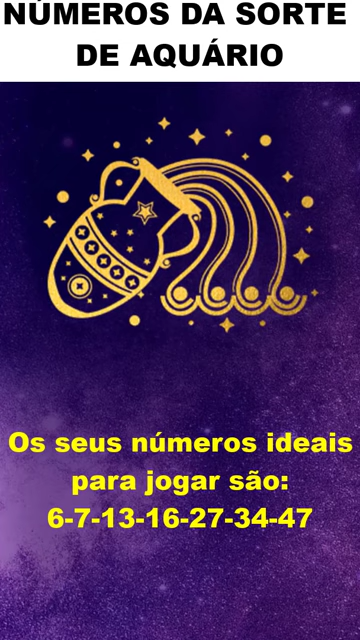 NÚMEROS DA SORTE
DE AQUÁRIO
Os seus números ideais
para jogar são:
6-7-13-16-27-34-47